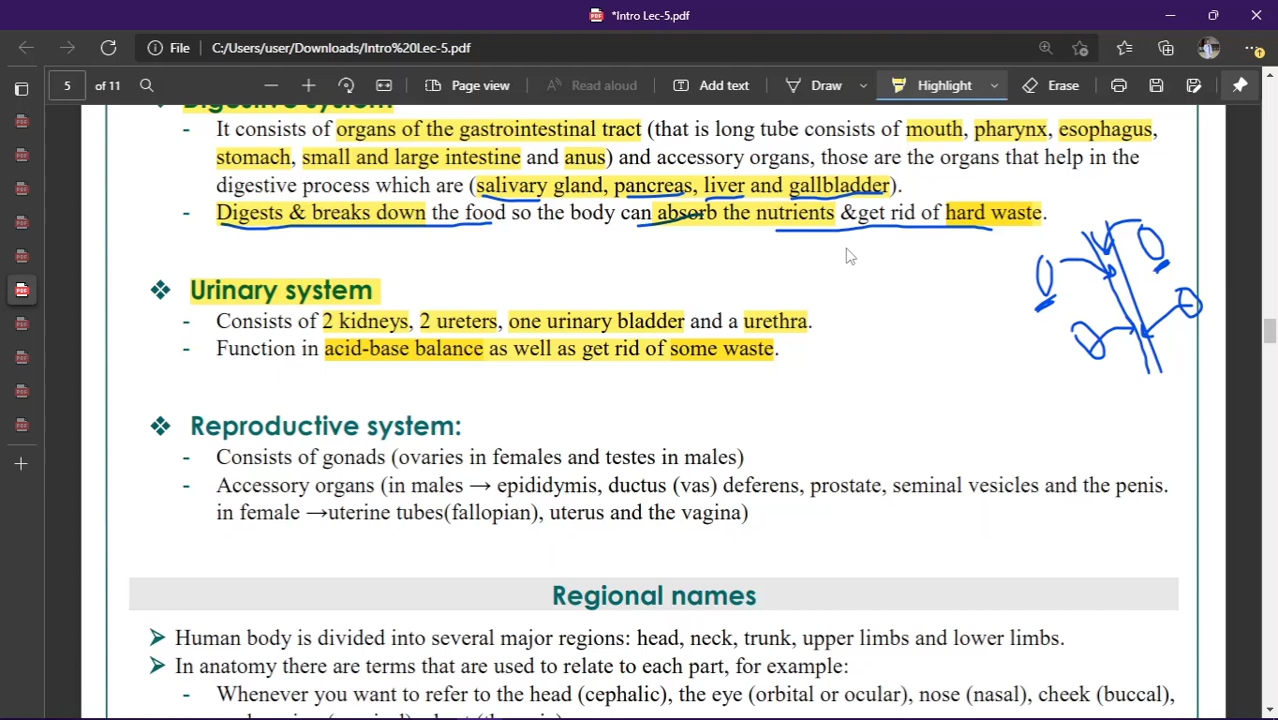 *Intro Lec-5.pdf
File C:/Users/user/Downloads/Intro%20Lec-5.pdf
5 of 11 Page view Read aloud Add text Draw Highlight Erase
Digestive system
- It consists of organs of the gastrointestinal tract (that is long tube consists of mouth, pharynx, esophagus,
stomach, small and large intestine and anus) and accessory organs, those are the organs that help in the
digestive process which are (salivary gland, pancreas, liver and gallbladder).
- Digests & breaks down the food so the body can absorb the nutrients &get rid of hard waste.
❖ Urinary system
- Consists of 2 kidneys, 2 ureters, one urinary bladder and a urethra.
- Function in acid-base balance as well as get rid of some waste.
❖ Reproductive system:
- Consists of gonads (ovaries in females and testes in males)
- Accessory organs (in males → epididymis, ductus (vas) deferens, prostate, seminal vesicles and the penis.
in female →uterine tubes(fallopian), uterus and the vagina)
Regional names
➢ Human body is divided into several major regions: head, neck, trunk, upper limbs and lower limbs.
➢ In anatomy there are terms that are used to relate to each part, for example:
- Whenever you want to refer to the head (cephalic), the eye (orbital or ocular), nose (nasal), cheek (buccal),